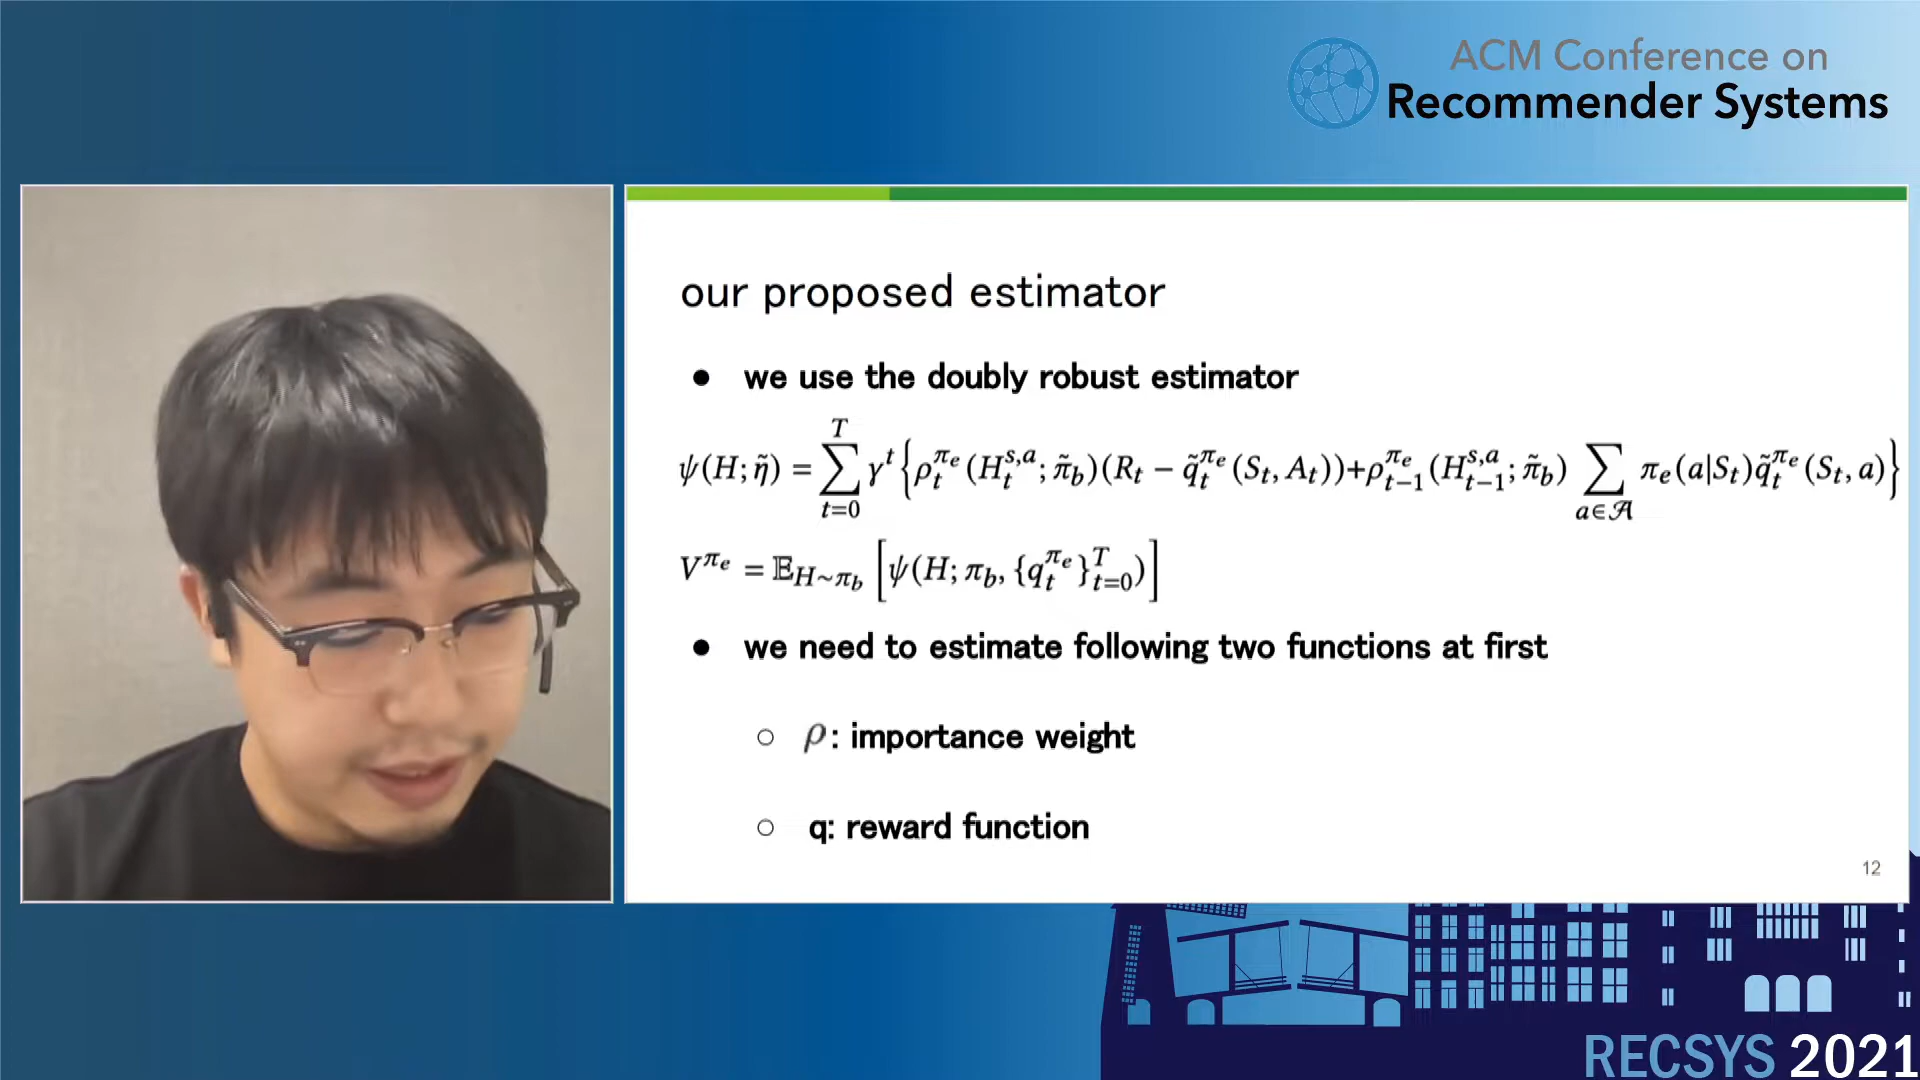 ACM Conference on
Recommender Systems
our proposed estimator
● we use the doubly robust estimator
ψ(H; η̃) = ∑_{t=0}^{T} γ^t { ρ_t^{π_e}(H_t^{s,a}; π̃_b)(R_t − q̃_t^{π_e}(S_t, A_t))+ρ_{t−1}^{π_e}(H_{t−1}^{s,a}; π̃_b) ∑_{a∈𝒜} π_e(a|S_t)q̃_t^{π_e}(S_t, a) }
V^{π_e} = 𝔼_{H∼π_b} [ψ(H; π_b, {q_t^{π_e}}_{t=0}^{T})]
● we need to estimate following two functions at first
○ ρ: importance weight
○ q: reward function
12
RECSYS 2021